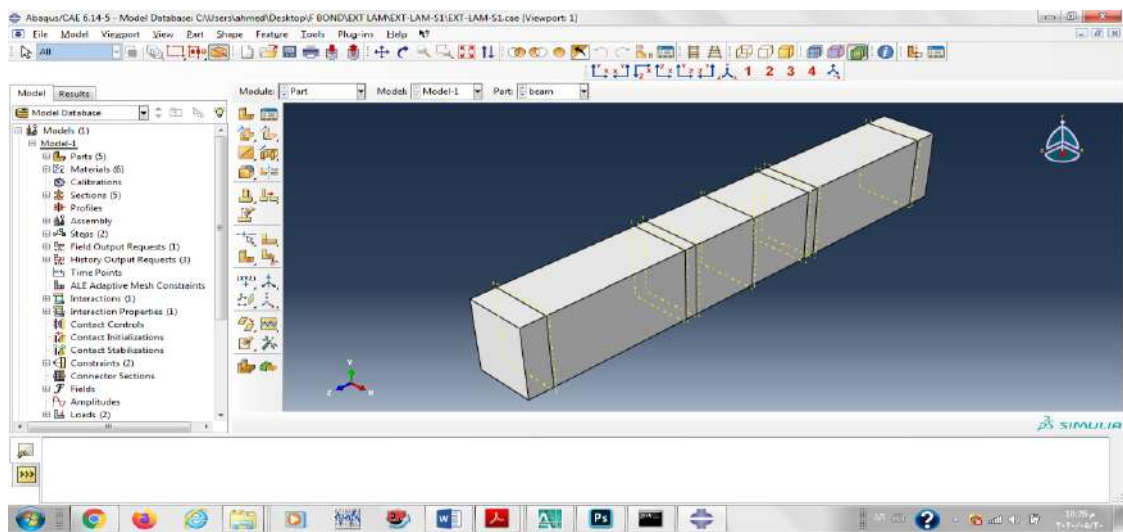 Abaqus/CAE 6.14-5 - Model Database: C:\Users\ahmed\Desktop\F BOND\EXT LAM\EXT-LAM-S1\EXT-LAM-S1.cae [Viewport: 1]
File Model Viewport View Part Shape Feature Tools Plug-ins Help
All
1 2 3 4
Model Results
Module: Part Model: Model-1 Part: beam
Model Database
Models (1)
Model-1
Parts (5)
Materials (6)
Calibrations
Sections (5)
Profiles
Assembly
Steps (2)
Field Output Requests (1)
History Output Requests (3)
Time Points
ALE Adaptive Mesh Constraints
Interactions (1)
Interaction Properties (1)
Contact Controls
Contact Initializations
Contact Stabilizations
Constraints (2)
Connector Sections
Fields
Amplitudes
Loads (2)
Y
Z X
SIMULIA
>>>
W Ps